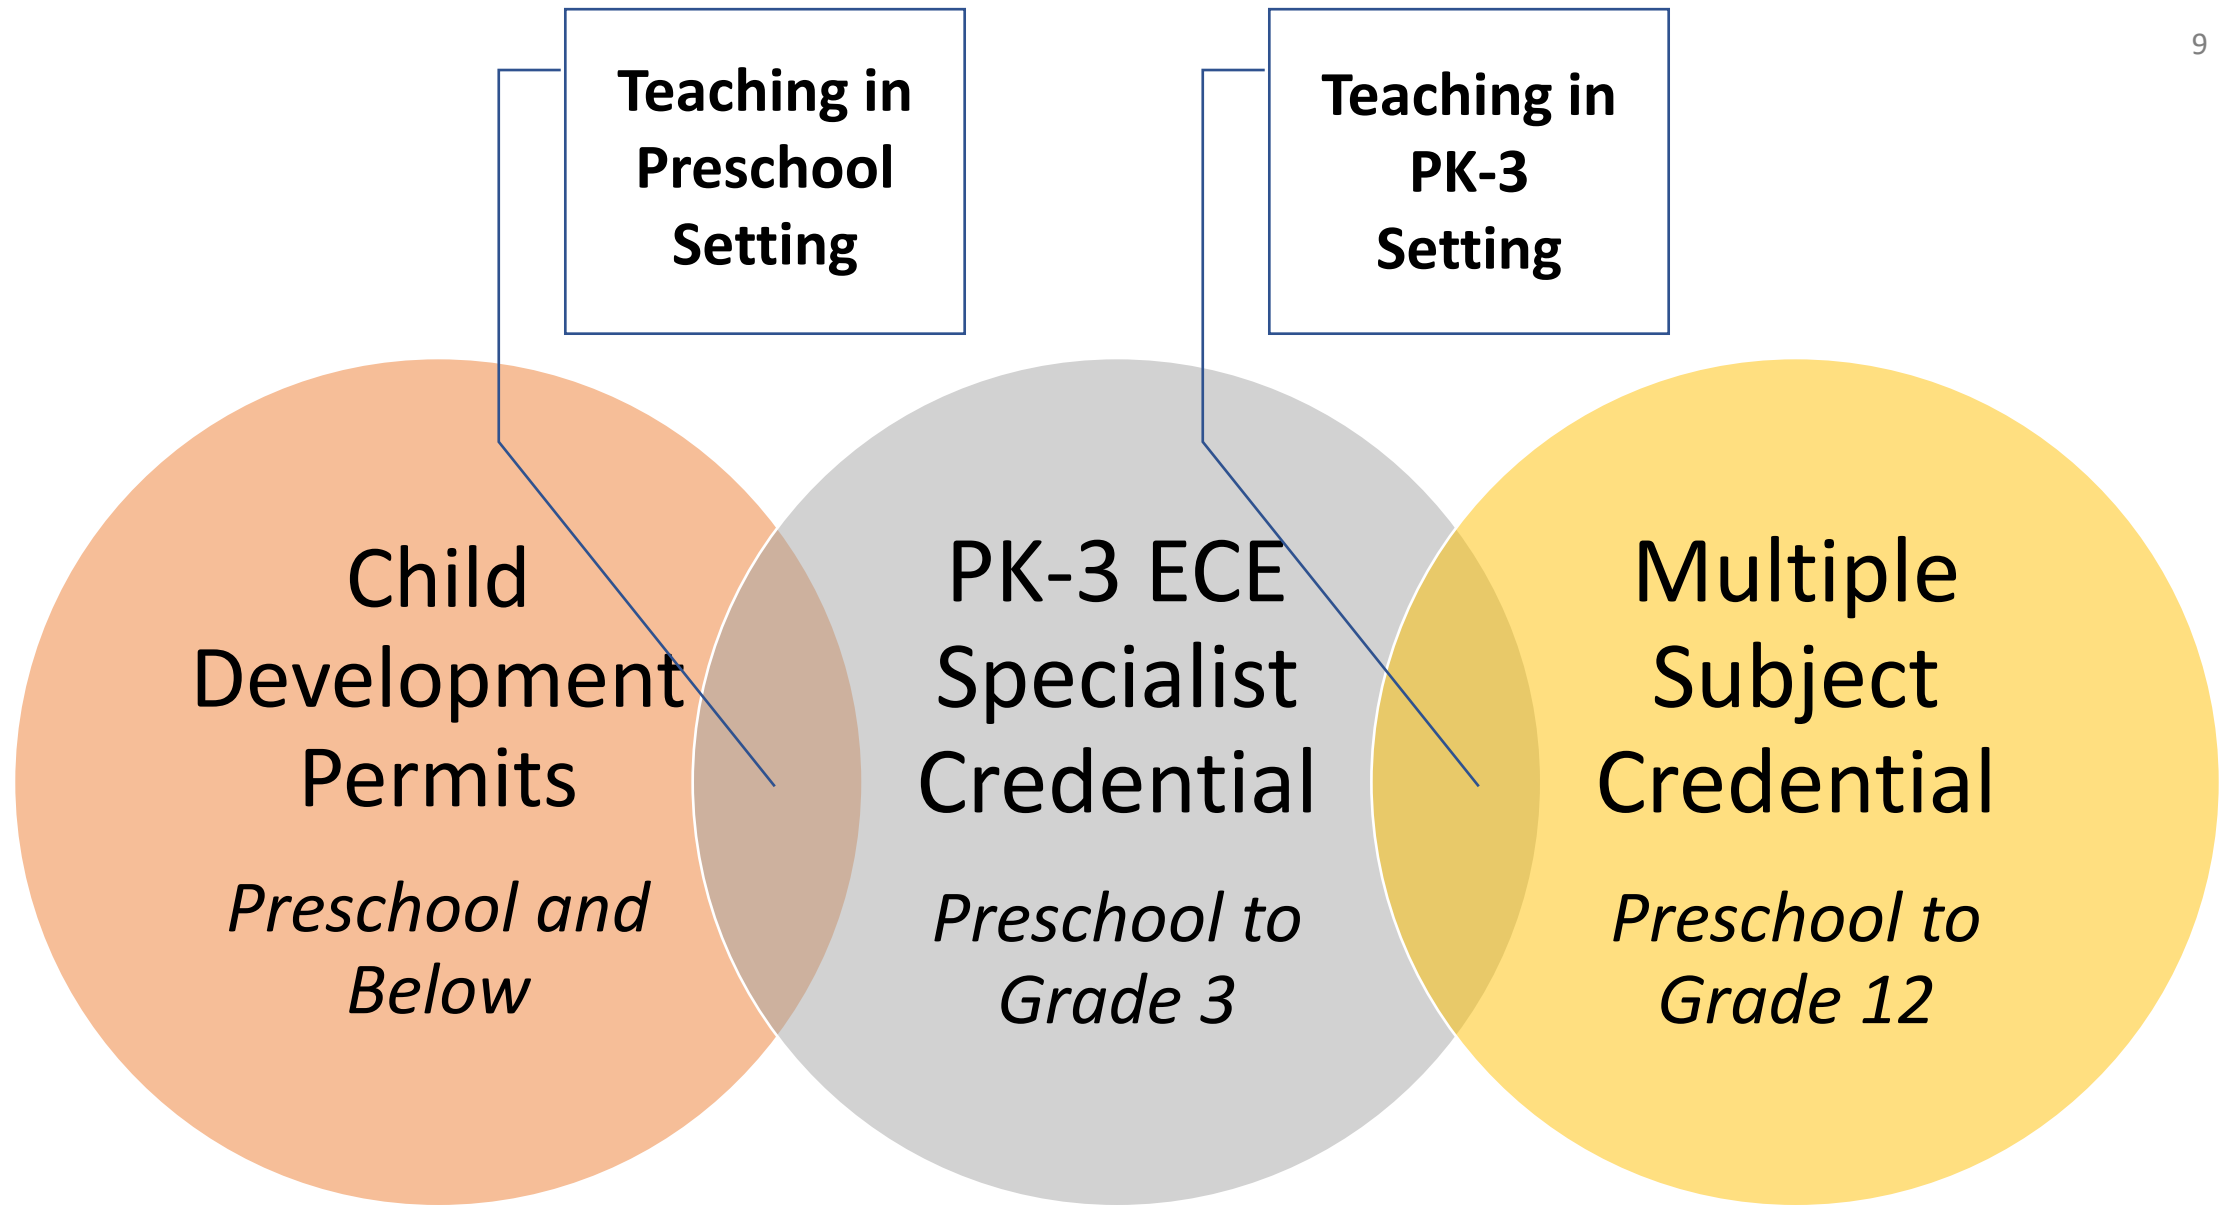 9
Teaching in
Preschool
Setting
Teaching in
PK-3
Setting
Child
Development
Permits
Preschool and
Below
PK-3 ECE
Specialist
Credential
Preschool to
Grade 3
Multiple
Subject
Credential
Preschool to
Grade 12